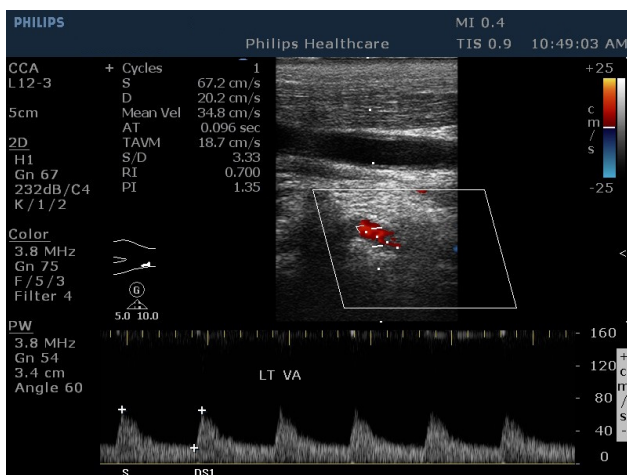 PHILIPS
MI 0.4
Philips Healthcare
TIS 0.9 10:49:03 AM
CCA
L12-3
5cm
2D
H1
Gn 67
232dB/C4
K/1/2
Color
3.8 MHz
Gn 75
F/5/3
Filter 4
PW
3.8 MHz
Gn 54
3.4 cm
Angle 60
+ Cycles 1
S 67.2 cm/s
D 20.2 cm/s
Mean Vel 34.8 cm/s
AT 0.096 sec
TAVM 18.7 cm/s
S/D 3.33
RI 0.700
PI 1.35
+25
c
m
/
s
-25
G
5.0 10.0
LT VA
160
120
80
40
0
+
c
m
/
s
-
S
DS1